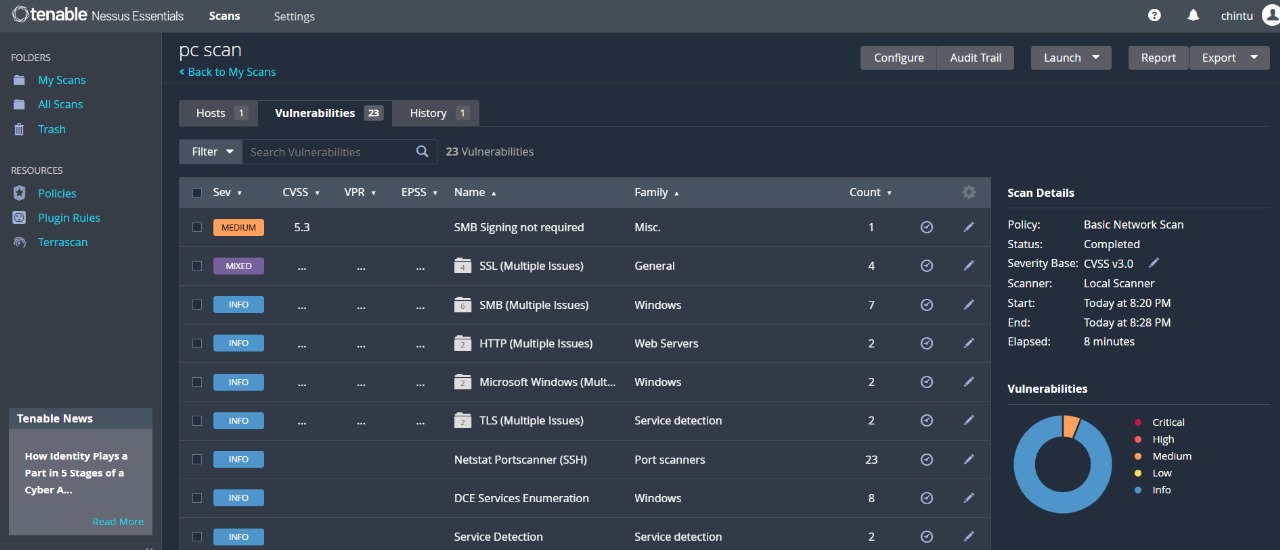 tenable Nessus Essentials Scans Settings chintu
FOLDERS
My Scans
All Scans
Trash
RESOURCES
Policies
Plugin Rules
Terrascan
Tenable News
How Identity Plays a
Part in 5 Stages of a
Cyber A...
Read More
pc scan
< Back to My Scans
Configure Audit Trail Launch Report Export
Hosts 1 Vulnerabilities 23 History 1
Filter Search Vulnerabilities 23 Vulnerabilities
Sev CVSS VPR EPSS Name Family Count
MEDIUM 5.3 SMB Signing not required Misc. 1
MIXED ... ... ... 4 SSL (Multiple Issues) General 4
INFO ... ... ... 6 SMB (Multiple Issues) Windows 7
INFO ... ... ... 2 HTTP (Multiple Issues) Web Servers 2
INFO ... ... ... 2 Microsoft Windows (Mult... Windows 2
INFO ... ... ... 2 TLS (Multiple Issues) Service detection 2
INFO Netstat Portscanner (SSH) Port scanners 23
INFO DCE Services Enumeration Windows 8
INFO Service Detection Service detection 2
Scan Details
Policy: Basic Network Scan
Status: Completed
Severity Base: CVSS v3.0
Scanner: Local Scanner
Start: Today at 8:20 PM
End: Today at 8:28 PM
Elapsed: 8 minutes
Vulnerabilities
Critical
High
Medium
Low
Info